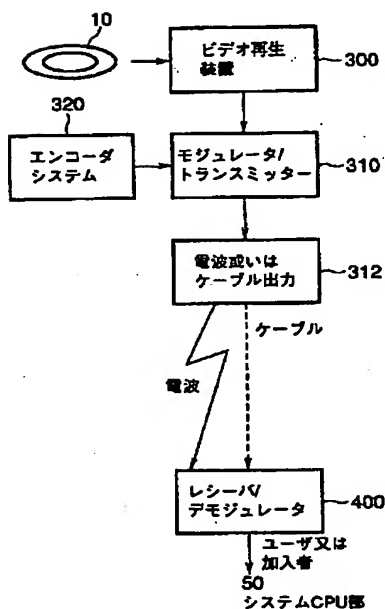 10
ビデオ再生
装置
300
320
エンコーダ
システム
モジュレータ/
トランスミッター
310
電波或いは
ケーブル出力
312
ケーブル
電波
レシーバ/
デモジュレータ
400
ユーザ又は
加入者
50
システムCPU部